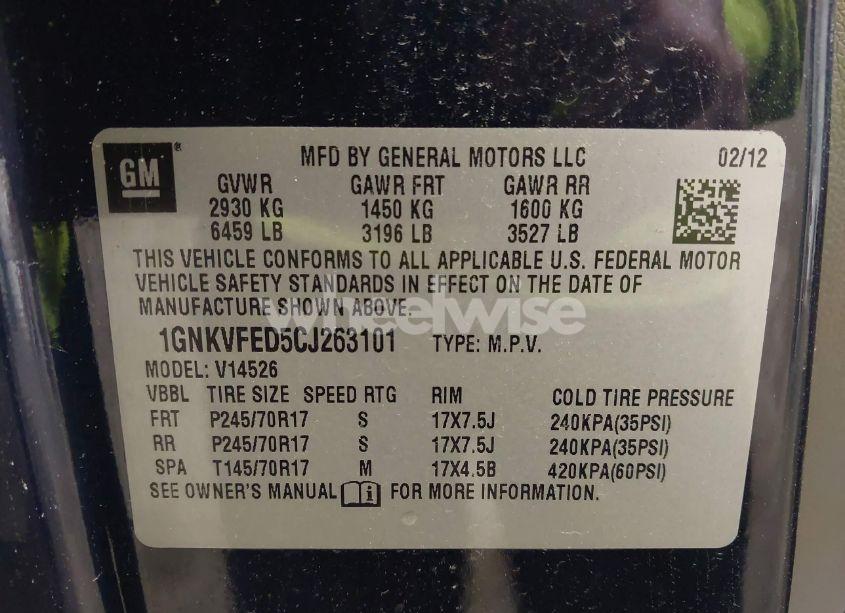 GM ® MFD BY GENERAL MOTORS LLC 02/12
GVWR GAWR FRT GAWR RR
2930 KG 1450 KG 1600 KG
6459 LB 3196 LB 3527 LB
THIS VEHICLE CONFORMS TO ALL APPLICABLE U.S. FEDERAL MOTOR
VEHICLE SAFETY STANDARDS IN EFFECT ON THE DATE OF
MANUFACTURE SHOWN ABOVE.
wheelwise
1GNKVFED5CJ263101 TYPE: M.P.V.
MODEL: V14526
VBBL TIRE SIZE SPEED RTG RIM COLD TIRE PRESSURE
FRT P245/70R17 S 17X7.5J 240KPA(35PSI)
RR P245/70R17 S 17X7.5J 240KPA(35PSI)
SPA T145/70R17 M 17X4.5B 420KPA(60PSI)
SEE OWNER'S MANUAL i FOR MORE INFORMATION.